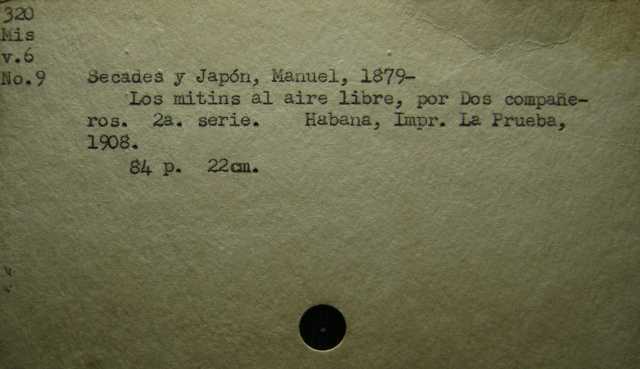 320
Mis
v.6
No.9 Secades y Japón, Manuel, 1879-
Los mitins al aire libre, por Dos compañe-
ros. 2a. serie. Habana, Impr. La Prueba,
1908.
84 p. 22cm.